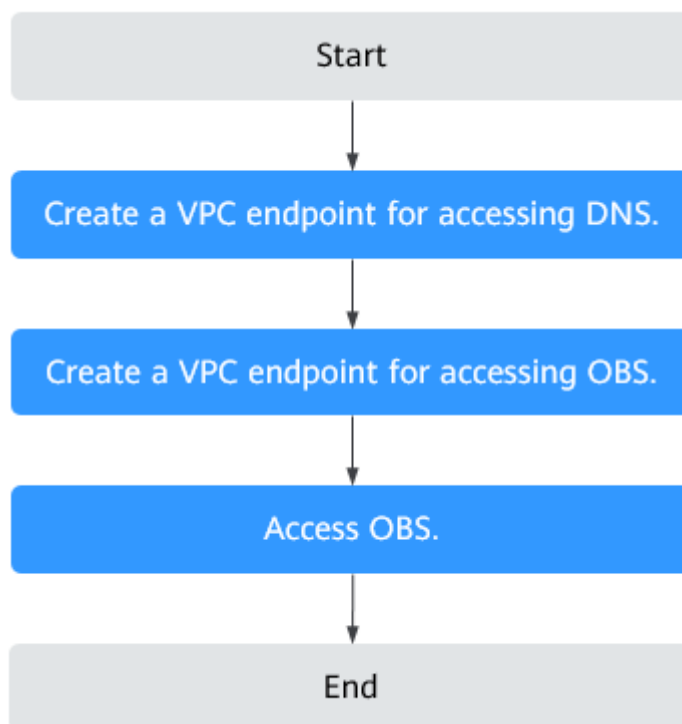 Start
Create a VPC endpoint for accessing DNS.
Create a VPC endpoint for accessing OBS.
Access OBS.
End